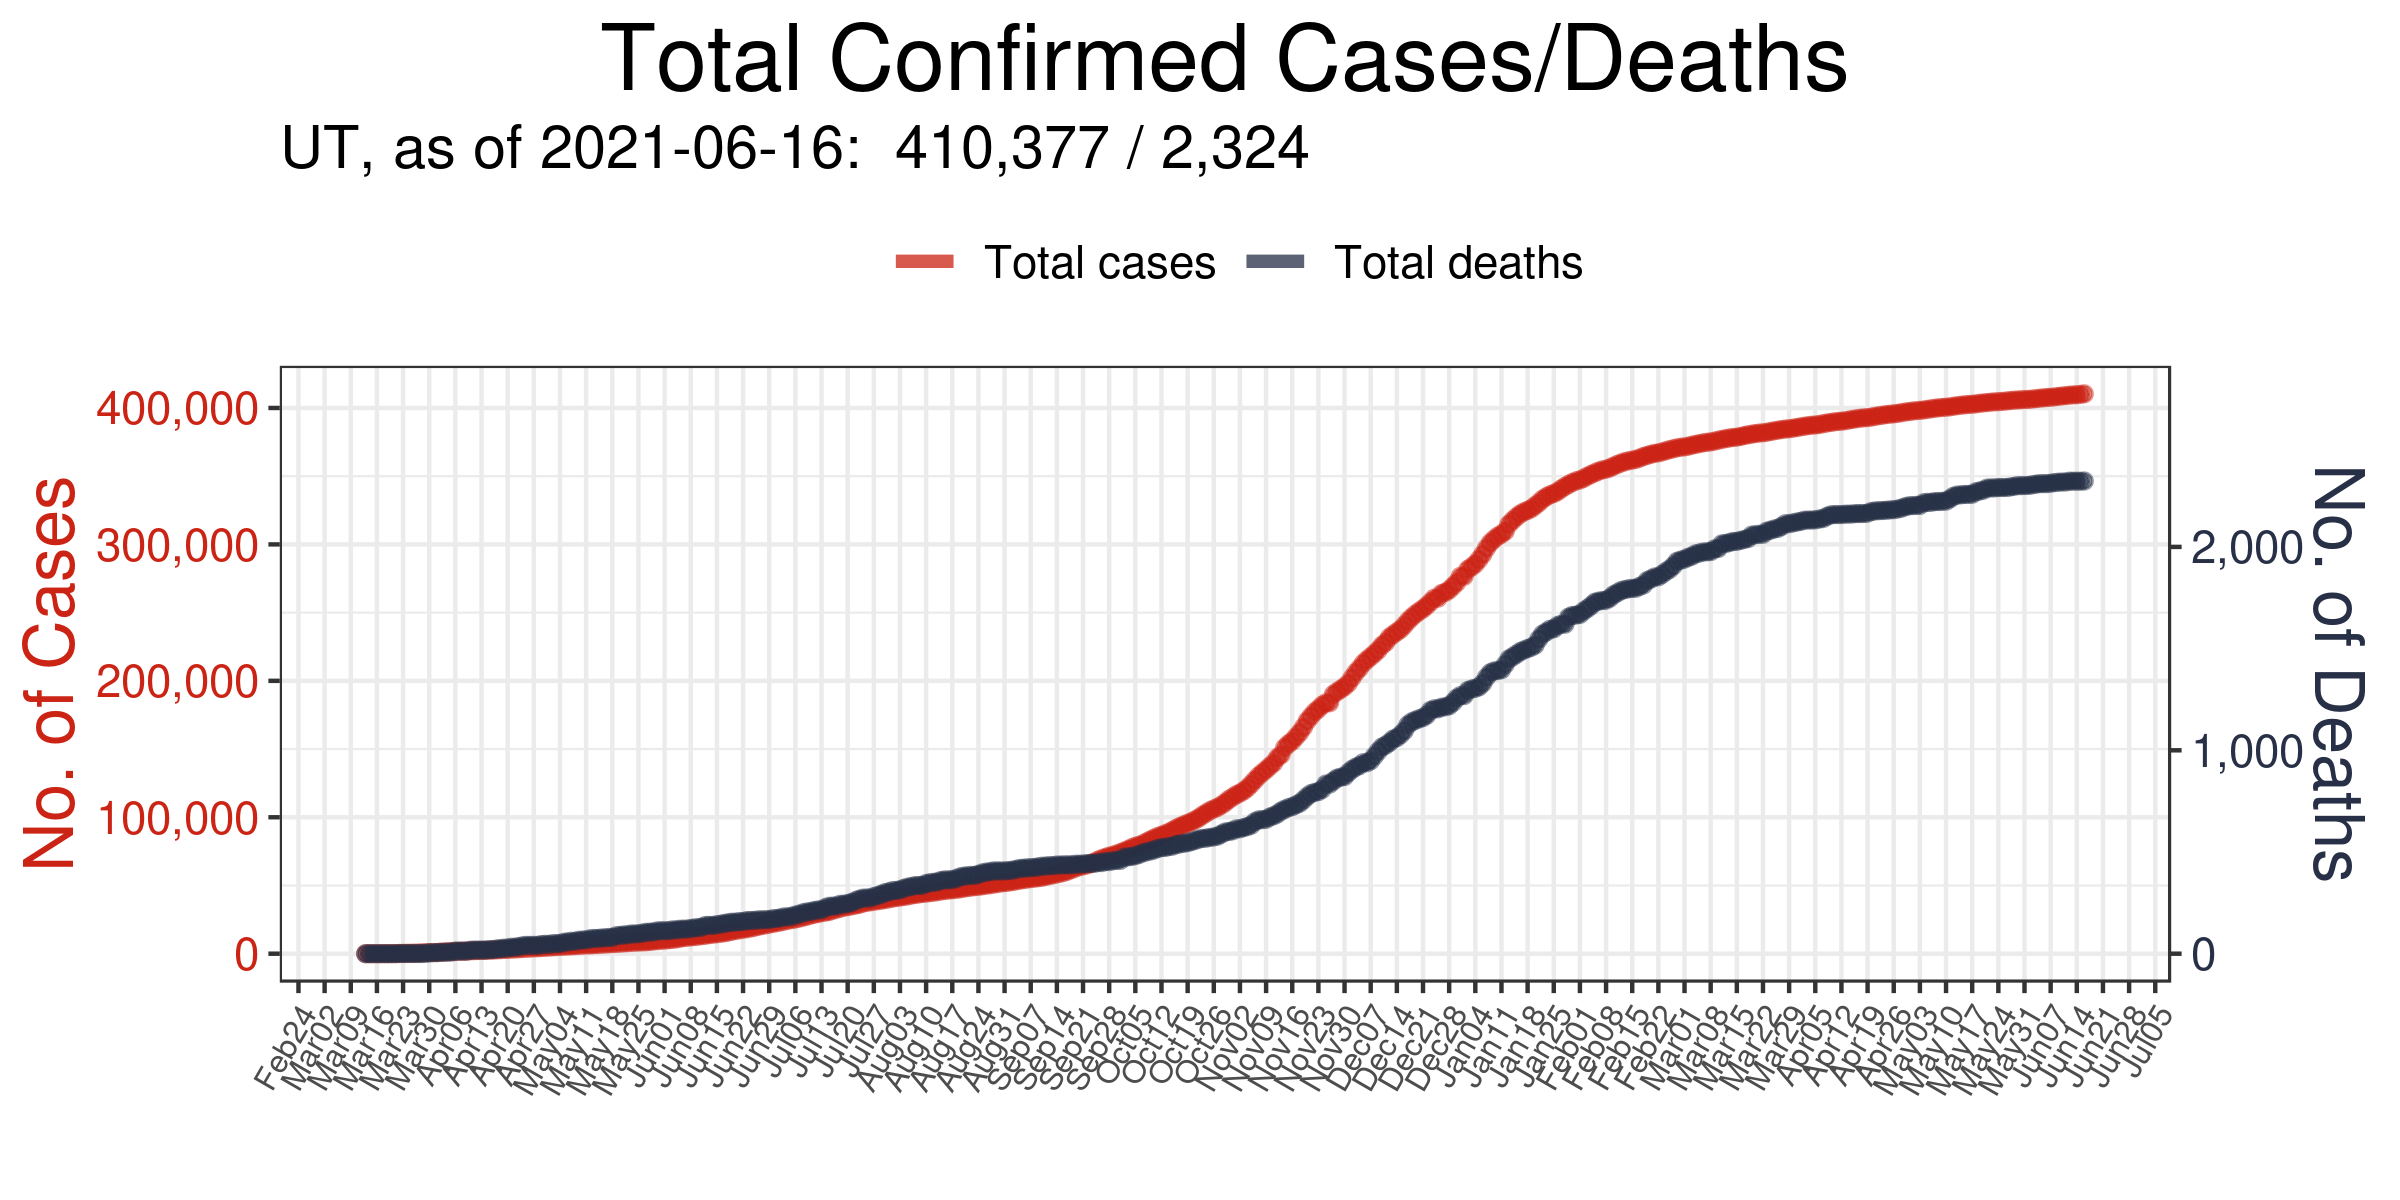 Total Confirmed Cases/Deaths
UT, as of 2021-06-16: 410,377 / 2,324
Total cases
Total deaths
No. of Cases
400,000
300,000
200,000
100,000
0
No. of Deaths
2,000
1,000
0
Feb24
Mar02
Mar09
Mar16
Mar23
Mar30
Apr06
Apr13
Apr20
Apr27
May04
May11
May18
May25
Jun01
Jun08
Jun15
Jun22
Jun29
Jul06
Jul13
Jul20
Jul27
Aug03
Aug10
Aug17
Aug24
Aug31
Sep07
Sep14
Sep21
Sep28
Oct05
Oct12
Oct19
Oct26
Nov02
Nov09
Nov16
Nov23
Nov30
Dec07
Dec14
Dec21
Dec28
Jan04
Jan11
Jan18
Jan25
Feb01
Feb08
Feb15
Feb22
Mar01
Mar08
Mar15
Mar22
Mar29
Apr05
Apr12
Apr19
Apr26
May03
May10
May17
May24
May31
Jun07
Jun14
Jun21
Jun28
Jul05